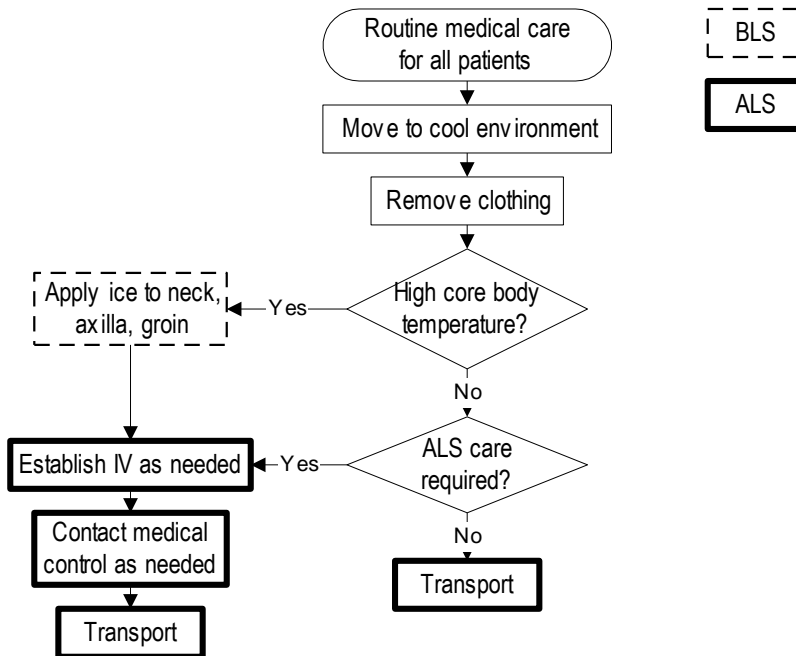 Routine medical care
for all patients
BLS
ALS
Move to cool environment
Remove clothing
High core body
temperature?
Yes
Apply ice to neck,
axilla, groin
No
ALS care
required?
Yes
Establish IV as needed
Contact medical
control as needed
Transport
No
Transport